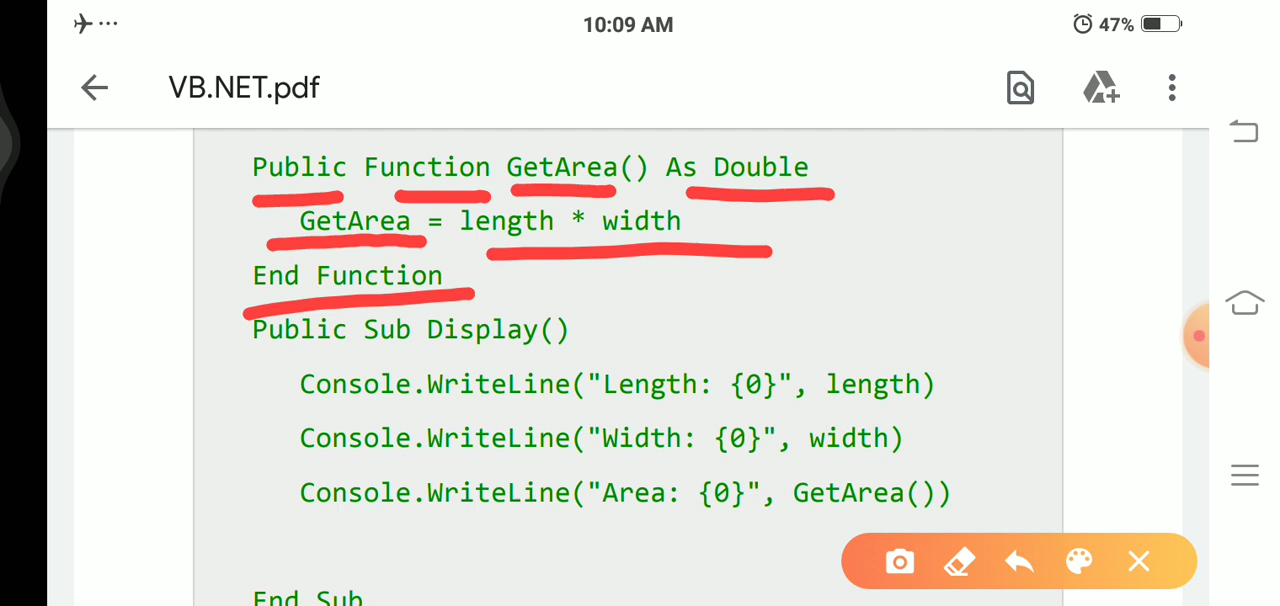 10:09 AM
47%
VB.NET.pdf
Public Function GetArea() As Double
GetArea = length * width
End Function
Public Sub Display()
Console.WriteLine("Length: {0}", length)
Console.WriteLine("Width: {0}", width)
Console.WriteLine("Area: {0}", GetArea())
End Sub